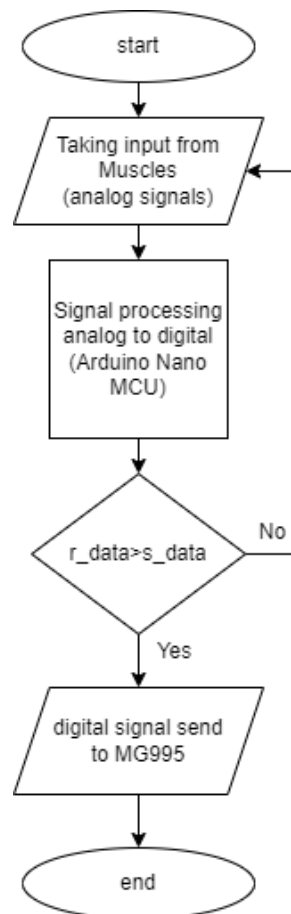 start
Taking input from
Muscles
(analog signals)
Signal processing
analog to digital
(Arduino Nano
MCU)
r_data>s_data
No
Yes
digital signal send
to MG995
end